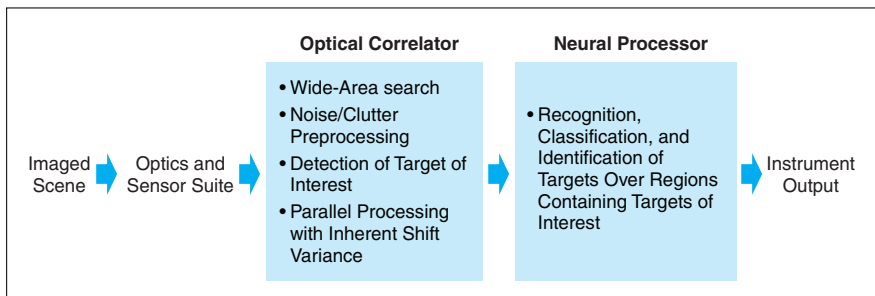 Optical Correlator
Neural Processor
Imaged
Scene
Optics and
Sensor Suite
• Wide-Area search
• Noise/Clutter
Preprocessing
• Detection of Target of
Interest
• Parallel Processing
with Inherent Shift
Variance
• Recognition,
Classification, and
Identification of
Targets Over Regions
Containing Targets of
Interest
Instrument
Output